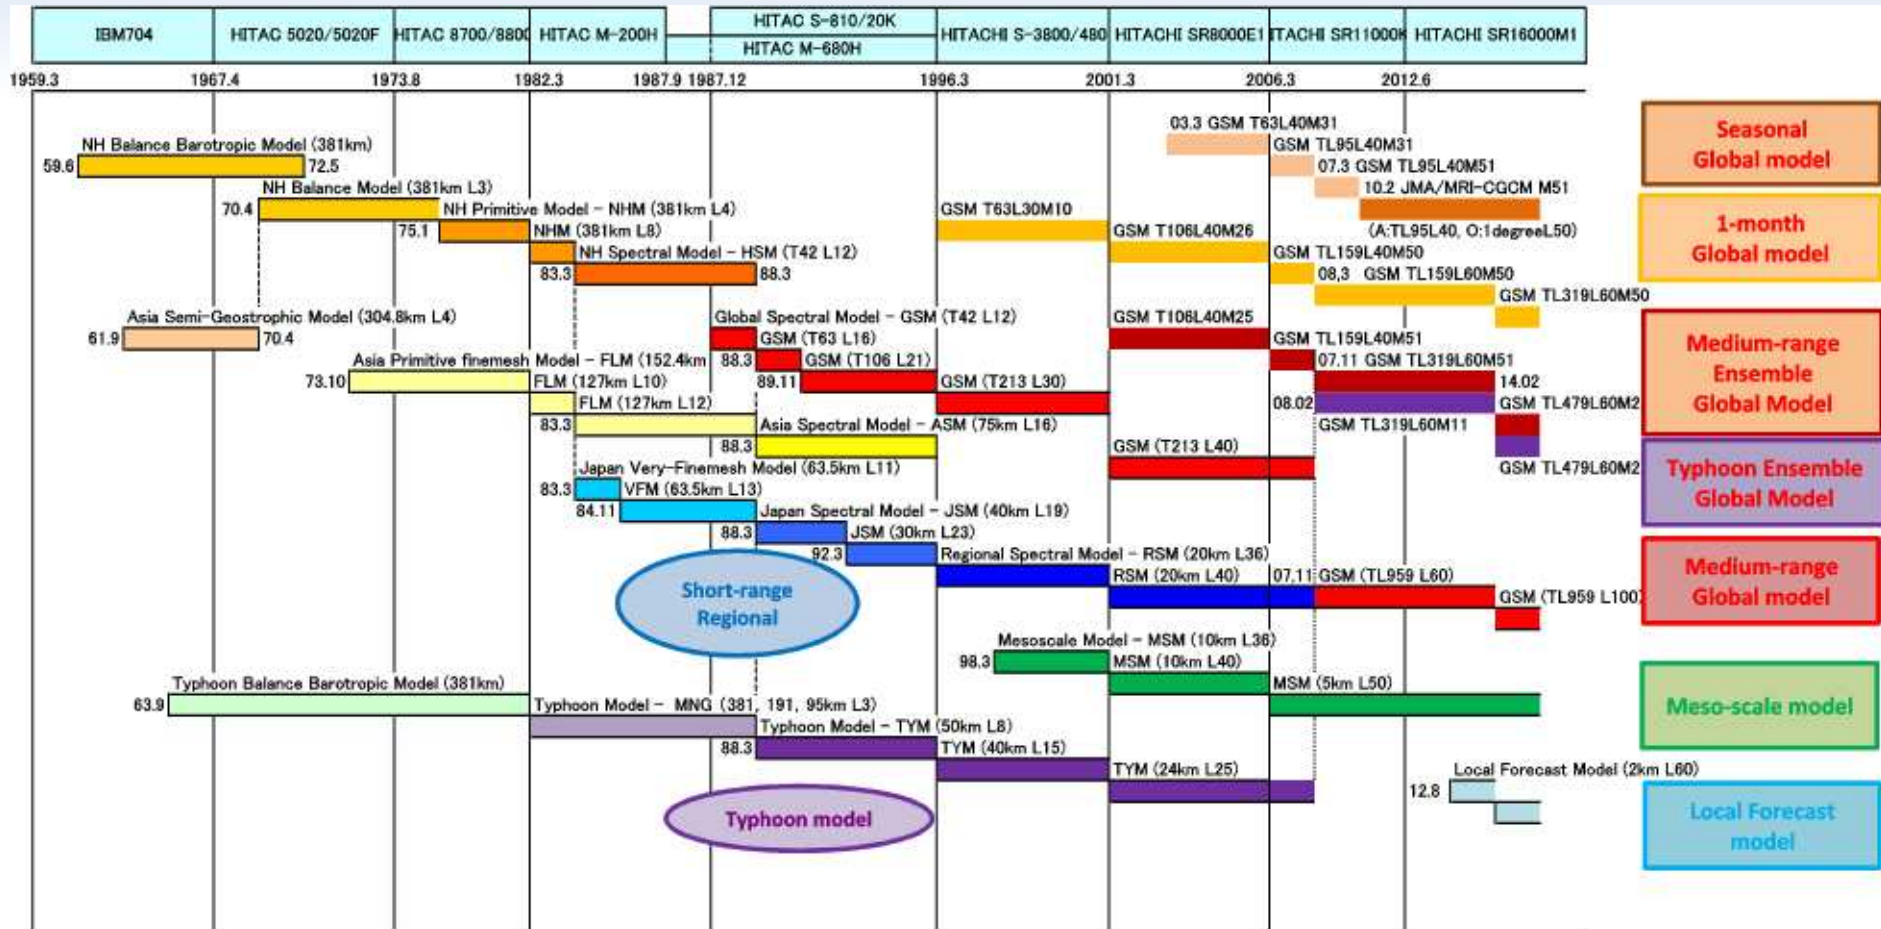 HITAC S-810/20K
IBM704 HITAC 5020/5020F HITAC 8700/8800 HITAC M-200H HITACHI S-3800/480 HITACHI SR8000E1 ITACHI SR11000K HITACHI SR16000M1
HITAC M-680H
1959.3 1967.4 1973.8 1982.3 1987.9 1987.12 1996.3 2001.3 2006.3 2012.6
03.3 GSM T63L40M31
NH Balance Barotropic Model (381km) GSM TL95L40M31
59.6 72.5 07.3 GSM TL95L40M51
NH Balance Model (381km L3) 10.2 JMA/MRI-CGCM M51
70.4 NH Primitive Model - NHM (381km L4) GSM T63L30M10
75.1 NHM (381km L8) GSM T106L40M26 (A:TL95L40, O:1degreeL50)
NH Spectral Model - HSM (T42 L12) GSM TL159L40M50
83.3 88.3 08,3 GSM TL159L60M50
GSM TL319L60M50
Asia Semi-Geostrophic Model (304.8km L4) Global Spectral Model - GSM (T42 L12) GSM T106L40M25
61.9 70.4 GSM (T63 L16) GSM TL159L40M51
Asia Primitive finemesh Model - FLM (152.4km 88.3 GSM (T106 L21) 07.11 GSM TL319L60M51
73.10 FLM (127km L10) 89.11 GSM (T213 L30) 14.02
FLM (127km L12) 08.02 GSM TL479L60M2
83.3 Asia Spectral Model - ASM (75km L16) GSM TL319L60M11
88.3 GSM (T213 L40)
Japan Very-Finemesh Model (63.5km L11) GSM TL479L60M2
83.3 VFM (63.5km L13)
84.11 Japan Spectral Model - JSM (40km L19)
88.3 JSM (30km L23)
92.3 Regional Spectral Model - RSM (20km L36)
RSM (20km L40) 07.11 GSM (TL959 L60)
GSM (TL959 L100)
Short-range
Regional
Mesoscale Model - MSM (10km L36)
98.3 MSM (10km L40)
Typhoon Balance Barotropic Model (381km) MSM (5km L50)
63.9 Typhoon Model - MNG (381, 191, 95km L3)
Typhoon Model - TYM (50km L8)
88.3 TYM (40km L15)
TYM (24km L25) Local Forecast Model (2km L60)
12.8
Typhoon model
Seasonal
Global model
1-month
Global model
Medium-range
Ensemble
Global Model
Typhoon Ensemble
Global Model
Medium-range
Global model
Meso-scale model
Local Forecast
model